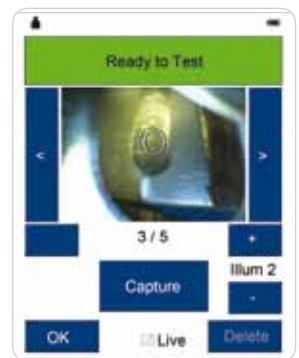 Ready to Test
< >
3 / 5 +
Illum 2
Capture -
OK Live Delete